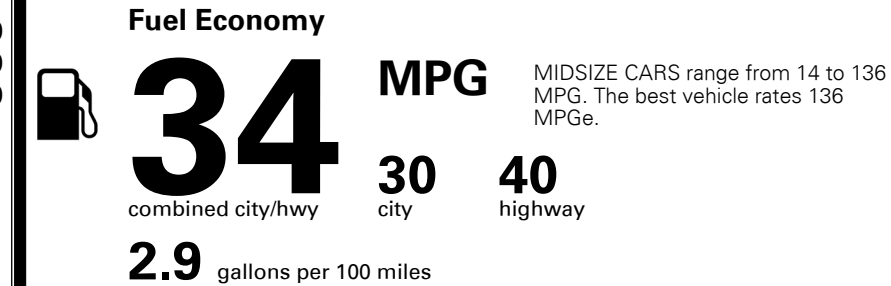 Fuel Economy
34 MPG
MIDSIZE CARS range from 14 to 136
MPG. The best vehicle rates 136
MPGe.
combined city/hwy
30
city
40
highway
2.9 gallons per 100 miles